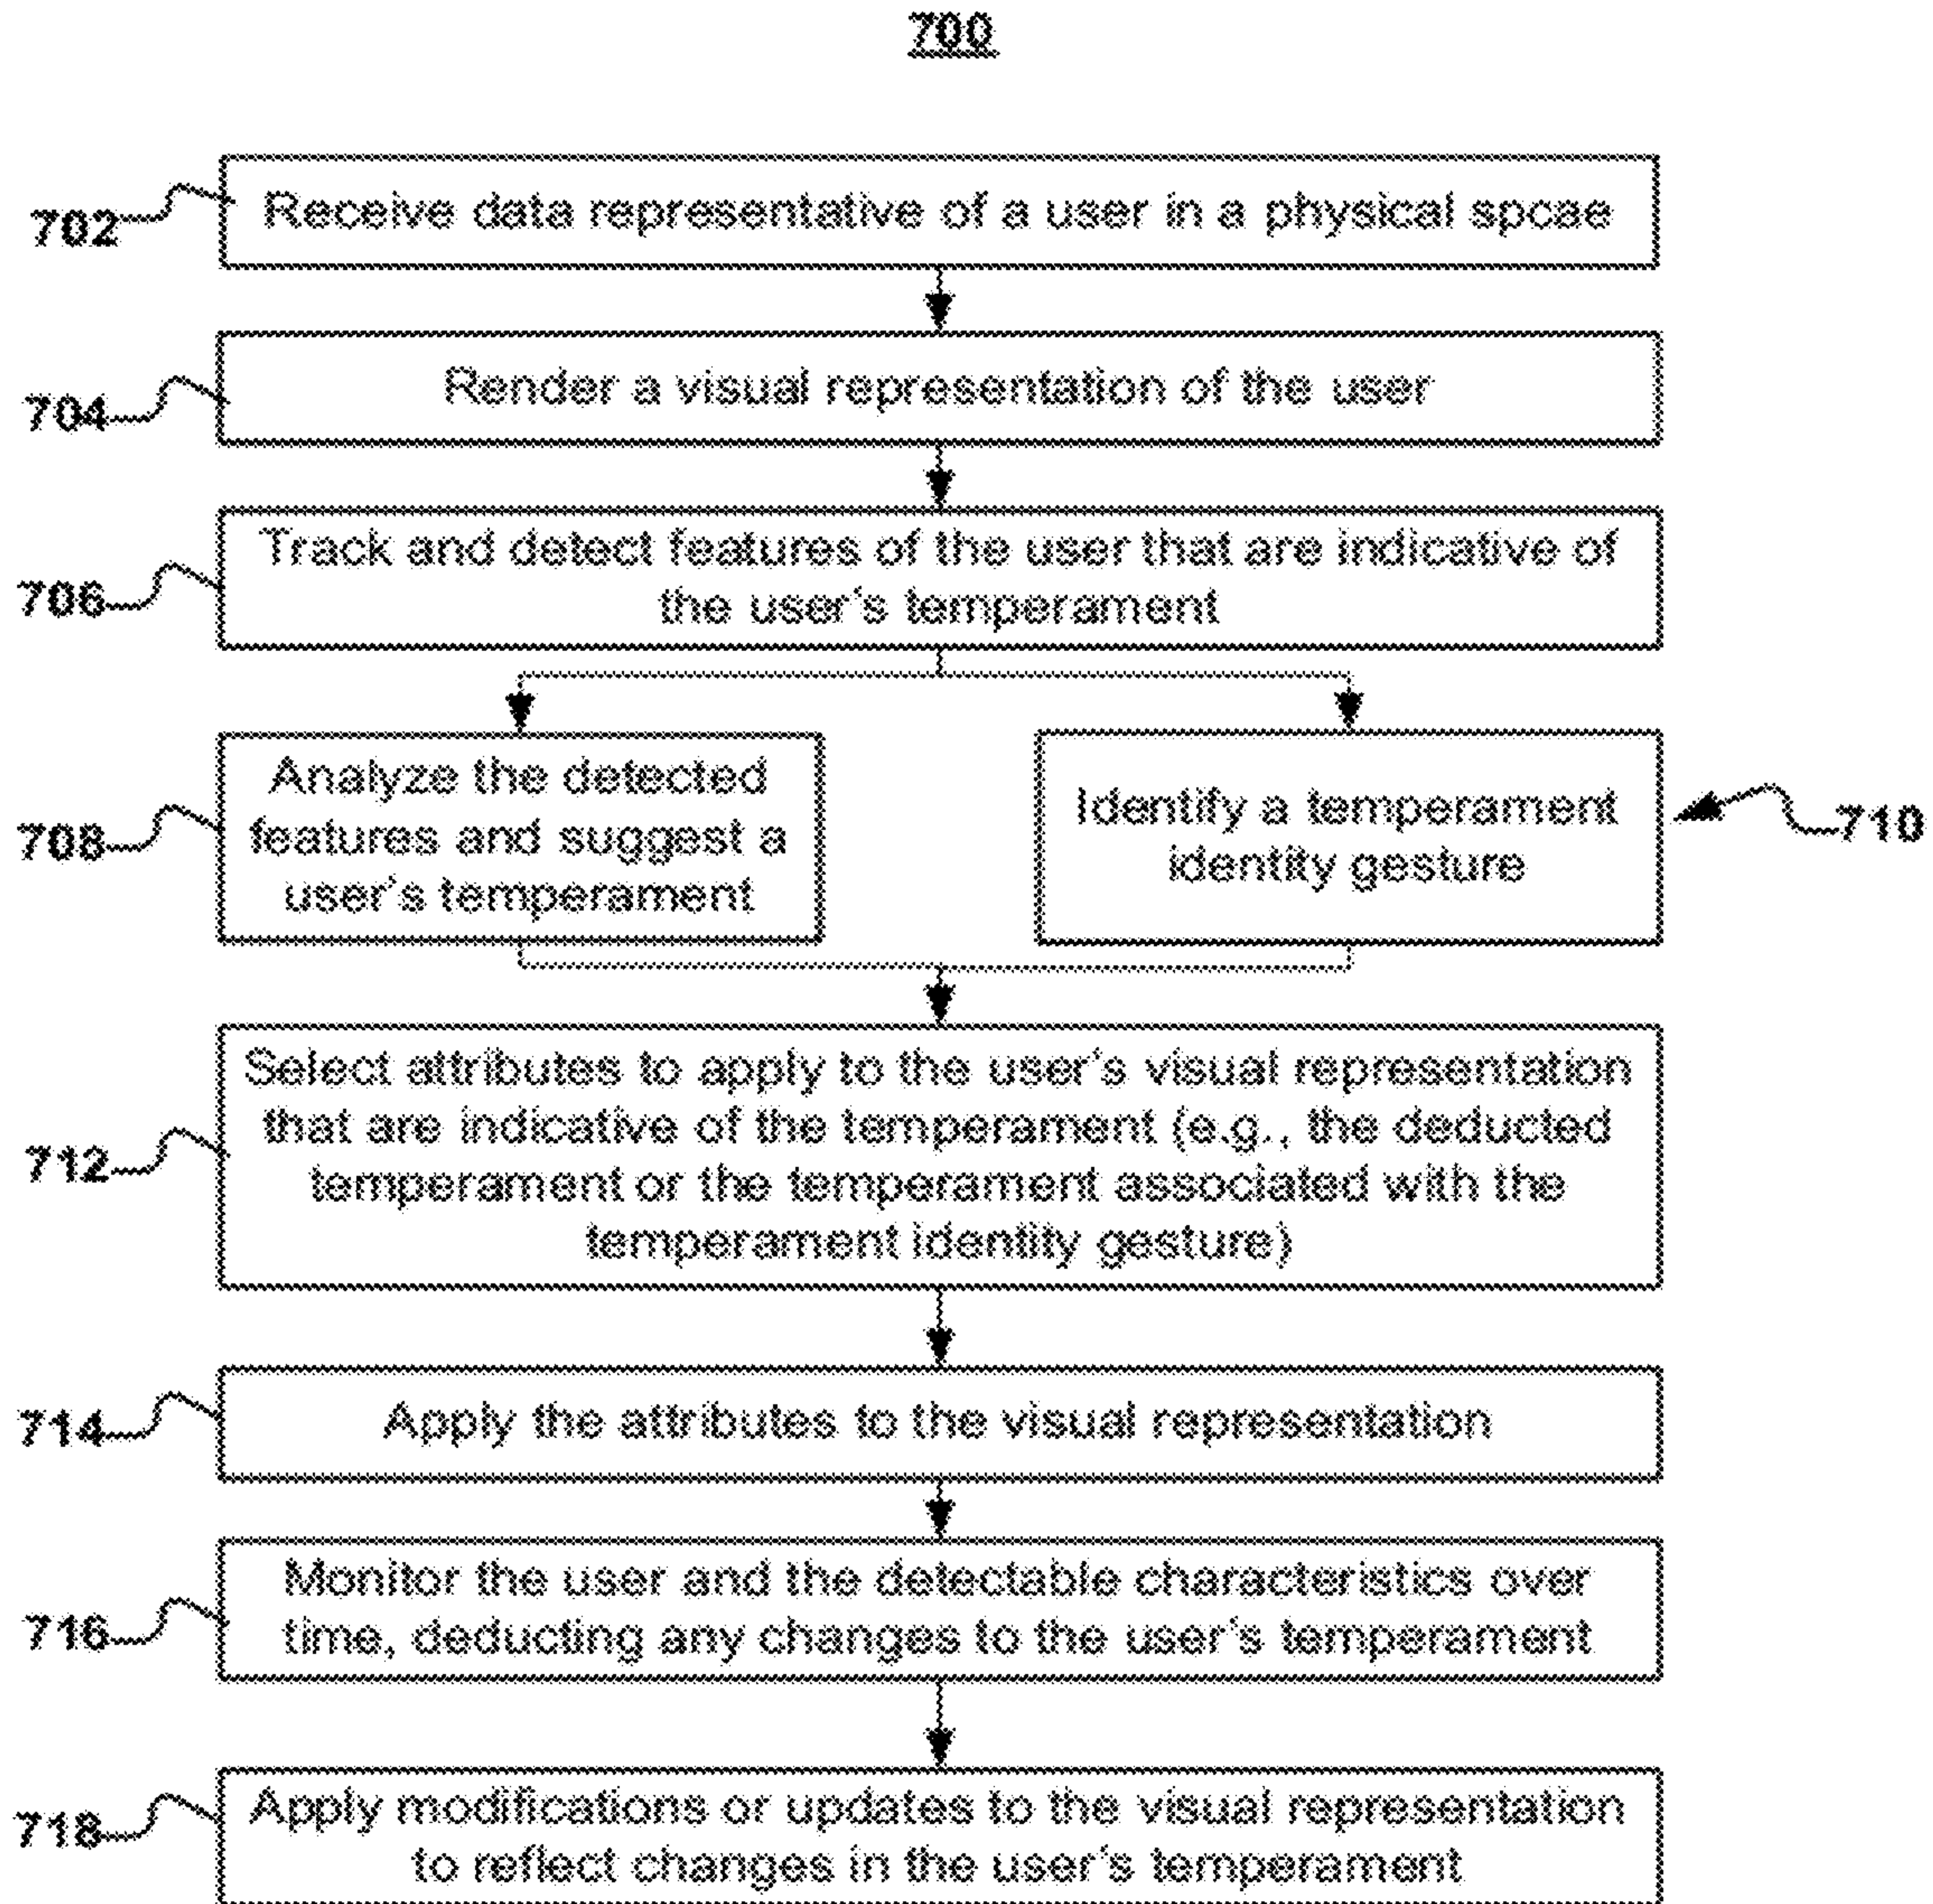 700
702
Receive data representative of a user in a physical spcae
704
Render a visual representation of the user
706
Track and detect features of the user that are indicative of
the user's temperament
708
Analyze the detected
features and suggest a
user's temperament
Identify a temperament
identity gesture
710
712
Select attributes to apply to the user's visual representation
that are indicative of the temperament (e.g., the deducted
temperament or the temperament associated with the
temperament identity gesture)
714
Apply the attributes to the visual representation
716
Monitor the user and the detectable characteristics over
time, deducting any changes to the user's temperament
718
Apply modifications or updates to the visual representation
to reflect changes in the user's temperament